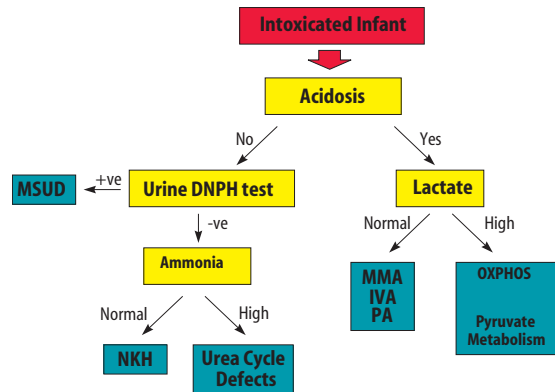 Intoxicated Infant
Acidosis
No
Yes
MSUD
+ve
Urine DNPH test
Lactate
-ve
Normal
High
Ammonia
MMA
IVA
PA
OXPHOS
Pyruvate
Metabolism
Normal
High
NKH
Urea Cycle
Defects